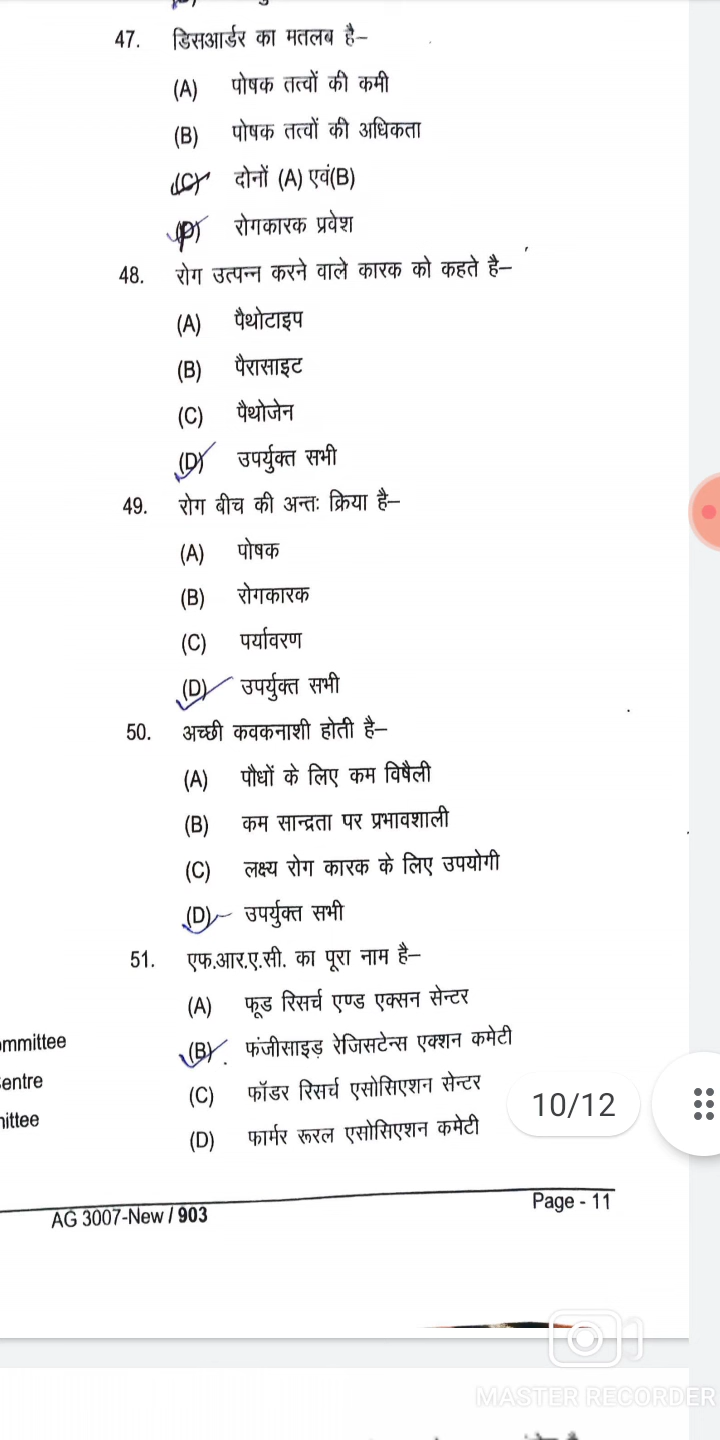 47. डिसआर्डर का मतलब है–
(A) पोषक तत्वों की कमी
(B) पोषक तत्वों की अधिकता
(C) दोनों (A) एवं(B)
(D) रोगकारक प्रवेश
48. रोग उत्पन्न करने वाले कारक को कहते है–
(A) पैथोटाइप
(B) पैरासाइट
(C) पैथोजेन
(D) उपर्युक्त सभी
49. रोग बीच की अन्तः क्रिया है–
(A) पोषक
(B) रोगकारक
(C) पर्यावरण
(D) उपर्युक्त सभी
50. अच्छी कवकनाशी होती है–
(A) पौधों के लिए कम विषैली
(B) कम सान्द्रता पर प्रभावशाली
(C) लक्ष्य रोग कारक के लिए उपयोगी
(D) उपर्युक्त सभी
51. एफ.आर.ए.सी. का पूरा नाम है–
(A) फूड रिसर्च एण्ड एक्सन सेन्टर
ommittee
(B) फंजीसाइड़ रेजिसटेन्स एक्शन कमेटी
entre
(C) फॉडर रिसर्च एसोसिएशन सेन्टर
10/12
ittee
(D) फार्मर रूरल एसोसिएशन कमेटी
AG 3007-New / 903
Page - 11
MASTER RECORDER